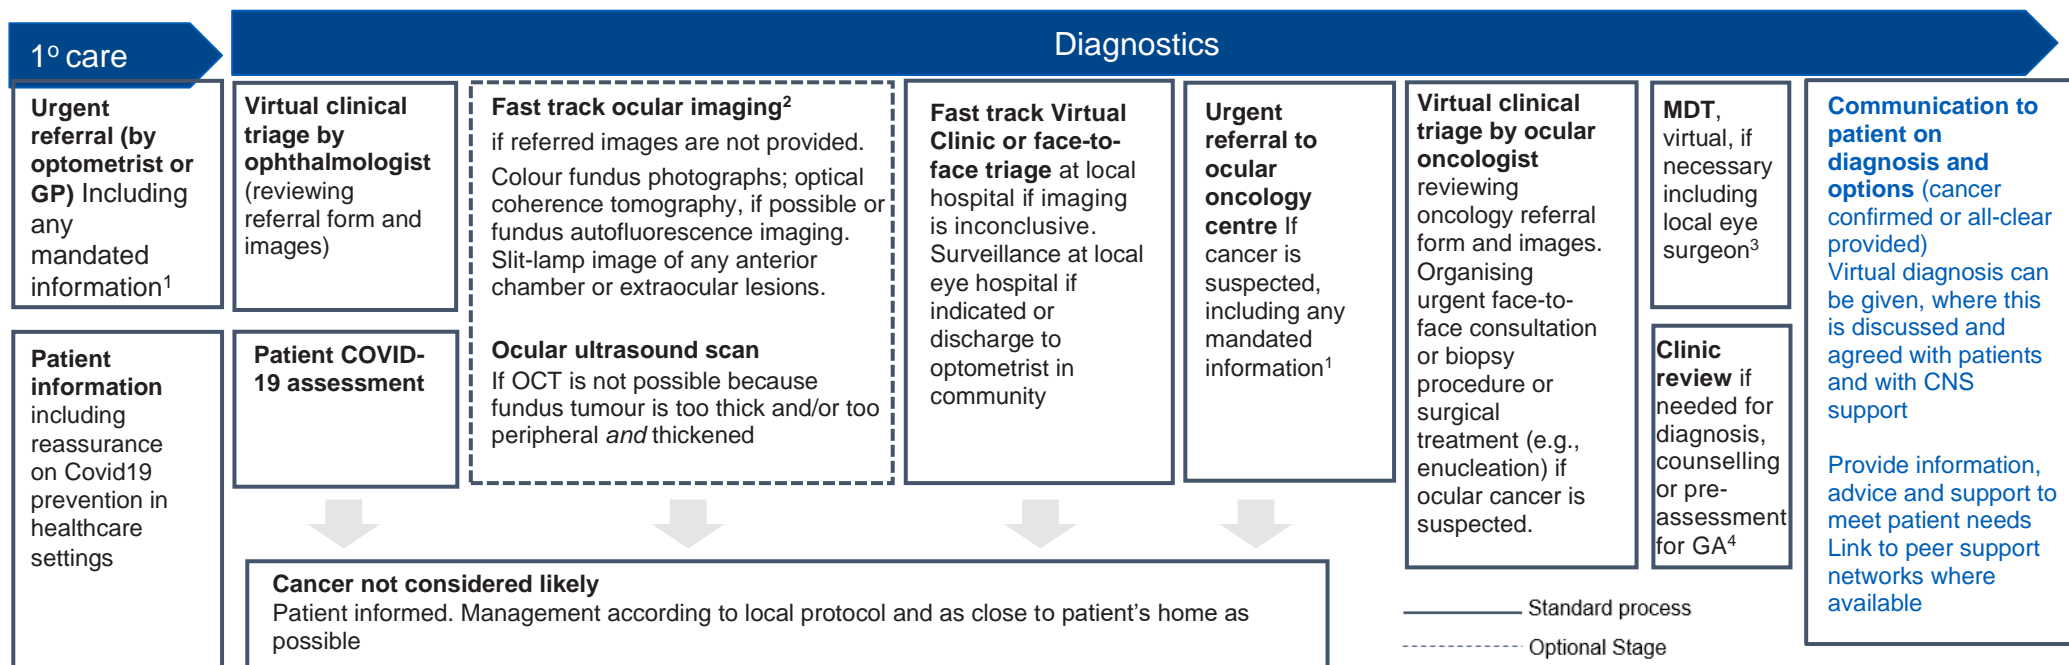 1º care
Diagnostics
Urgent
referral (by
optometrist or
GP) Including
any
mandated
information1
Patient
information
including
reassurance
on Covid19
prevention in
healthcare
settings
Virtual clinical
triage by
ophthalmologist
(reviewing
referral form and
images)
Patient COVID-
19 assessment
Fast track ocular imaging2
if referred images are not provided.
Colour fundus photographs; optical
coherence tomography, if possible or
fundus autofluorescence imaging.
Slit-lamp image of any anterior
chamber or extraocular lesions.
Ocular ultrasound scan
If OCT is not possible because
fundus tumour is too thick and/or too
peripheral and thickened
Fast track Virtual
Clinic or face-to-
face triage at local
hospital if imaging
is inconclusive.
Surveillance at local
eye hospital if
indicated or
discharge to
optometrist in
community
Urgent
referral to
ocular
oncology
centre If
cancer is
suspected,
including any
mandated
information1
Virtual clinical
triage by ocular
oncologist
reviewing
oncology referral
form and images.
Organising
urgent face-to-
face consultation
or biopsy
procedure or
surgical
treatment (e.g.,
enucleation) if
ocular cancer is
suspected.
MDT,
virtual, if
necessary
including
local eye
surgeon3
Clinic
review if
needed for
diagnosis,
counselling
or pre-
assessment
for GA4
Communication to
patient on
diagnosis and
options (cancer
confirmed or all-clear
provided)
Virtual diagnosis can
be given, where this
is discussed and
agreed with patients
and with CNS
support
Provide information,
advice and support to
meet patient needs
Link to peer support
networks where
available
Cancer not considered likely
Patient informed. Management according to local protocol and as close to patient's home as
possible
Standard process
Optional Stage